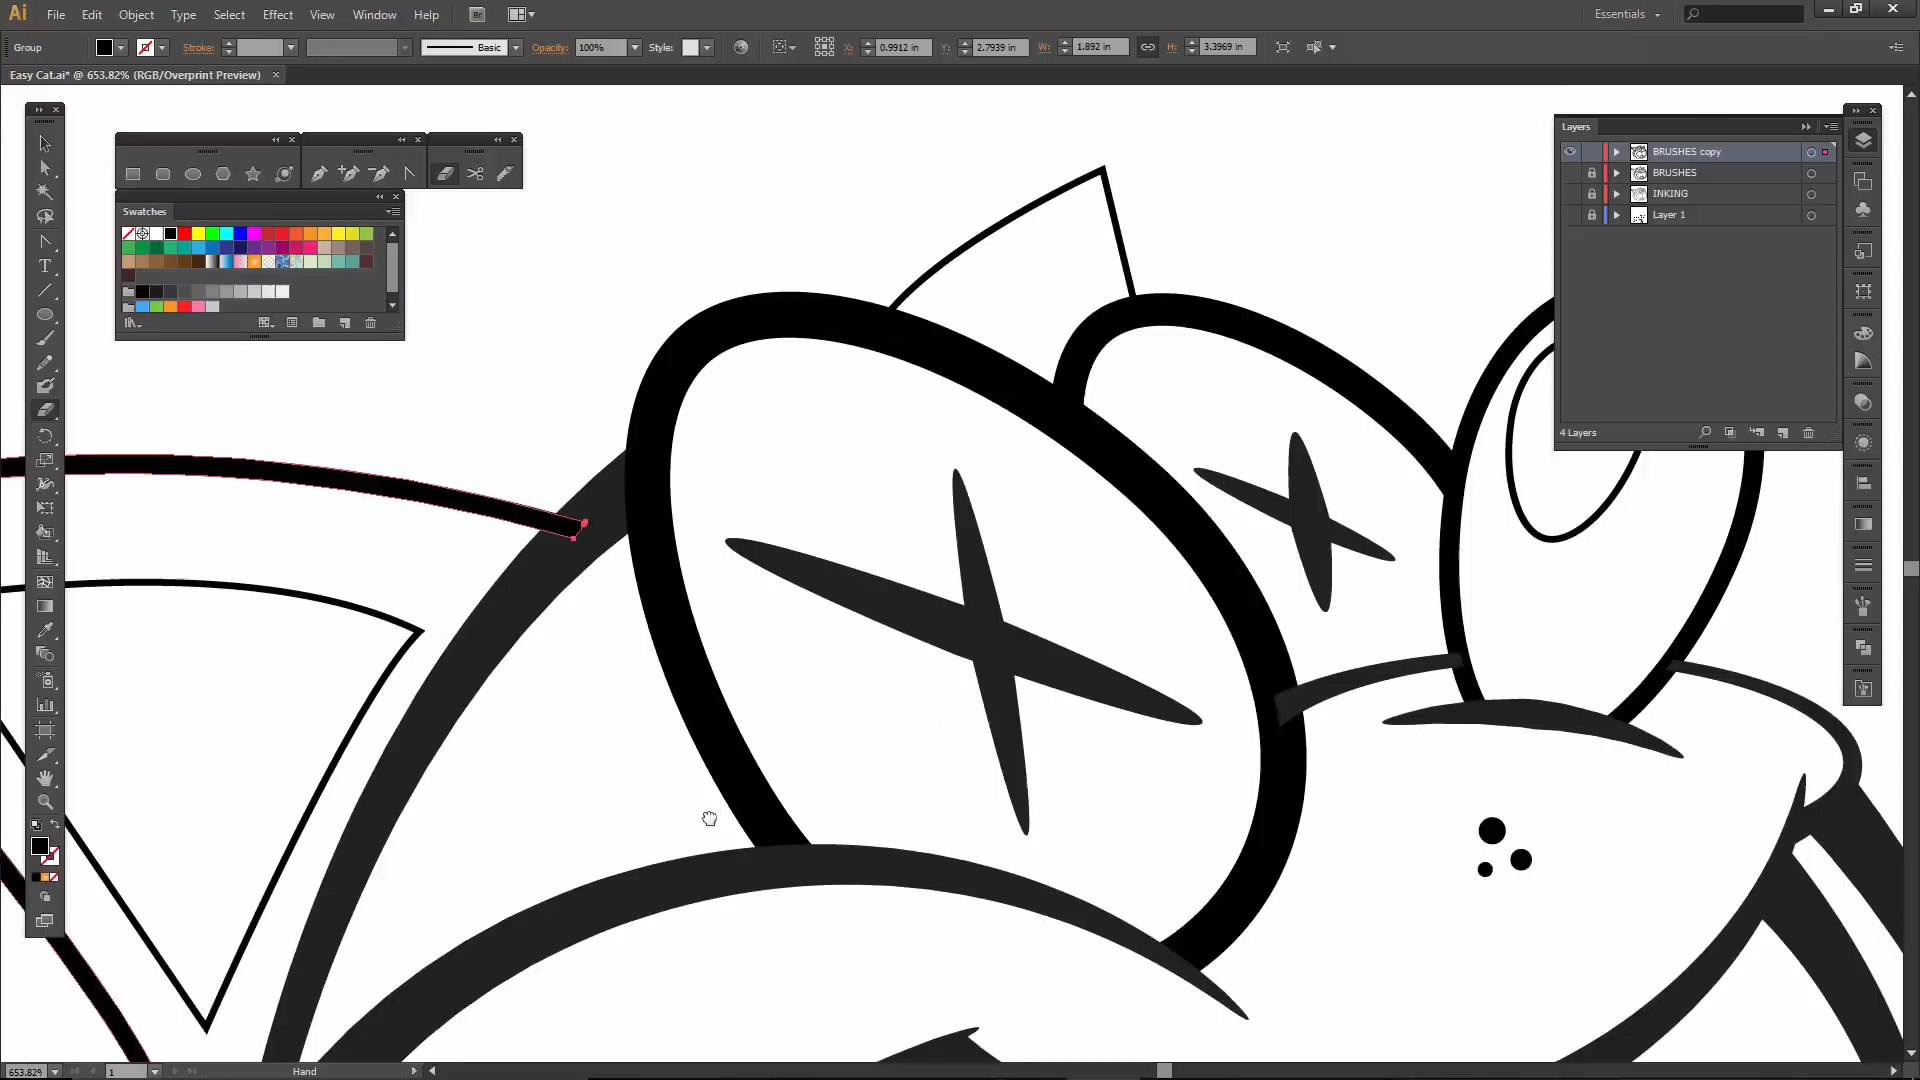 Ai File Edit Object Type Select Effect View Window Help Br Essentials
Group Stroke: Basic Opacity: 100% Style: X: 0.9912 in Y: 2.7939 in W: 1.892 in H: 3.3969 in
Easy Cat.ai* @ 653.82% (RGB/Overprint Preview)
Layers
BRUSHES copy
BRUSHES
INKING
Layer 1
4 Layers
Swatches
T
653.82% 1 Hand